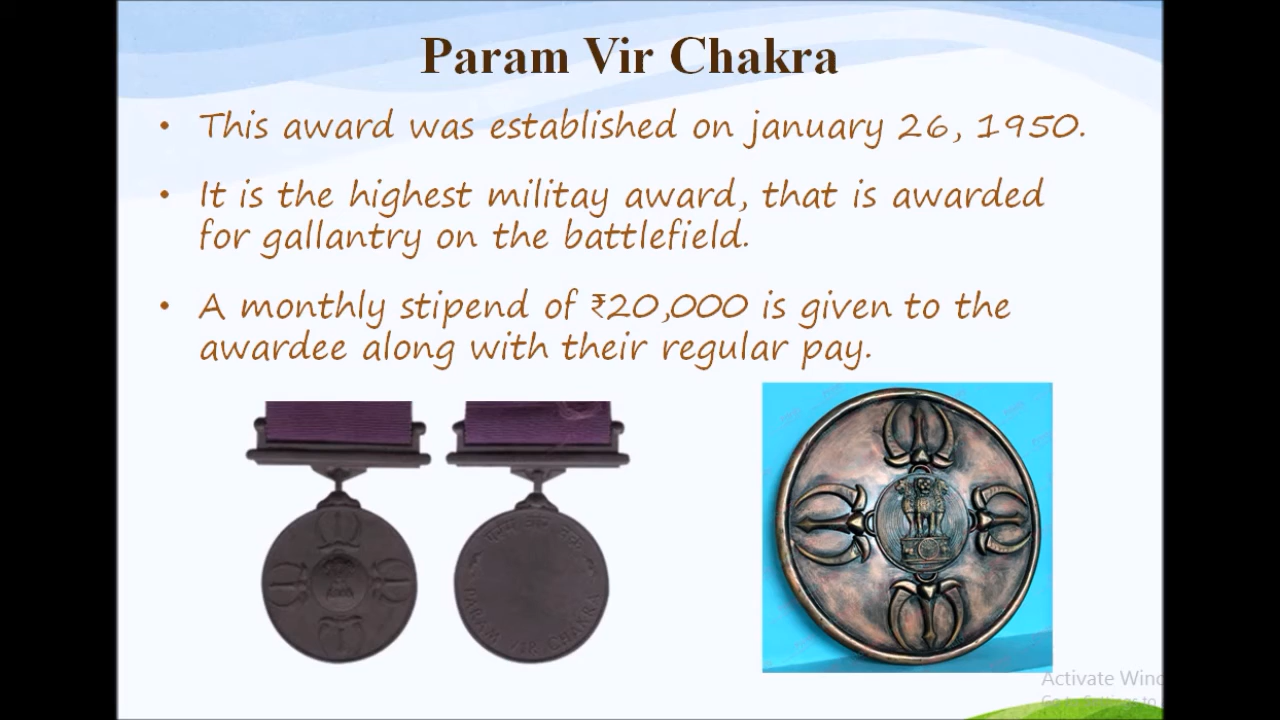 Param Vir Chakra
• This award was established on january 26, 1950.
• It is the highest militay award, that is awarded
for gallantry on the battlefield.
• A monthly stipend of ₹20,000 is given to the
awardee along with their regular pay.
PARAM VIR CHAKRA
Activate Wind